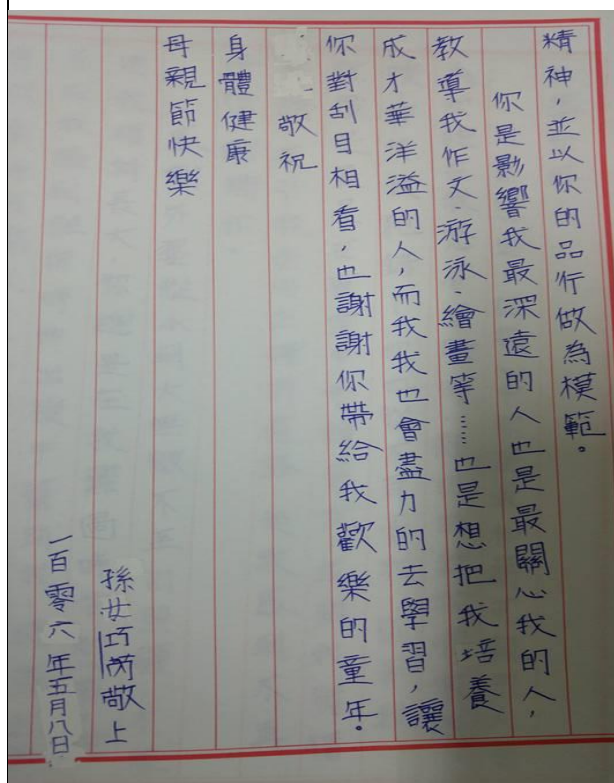 精神，並以你的品行做為模範。
你是影響我最深遠的人也是最關心我的人，
教導我作文、游泳、繪畫等……也是想把我培養
成才華洋溢的人，而我我也會盡力的去學習，讓
你對刮目相看，也謝謝你帶給我歡樂的童年。
敬祝
身體健康
母親節快樂
孫女巧芮敬上
一百零六年五月八日